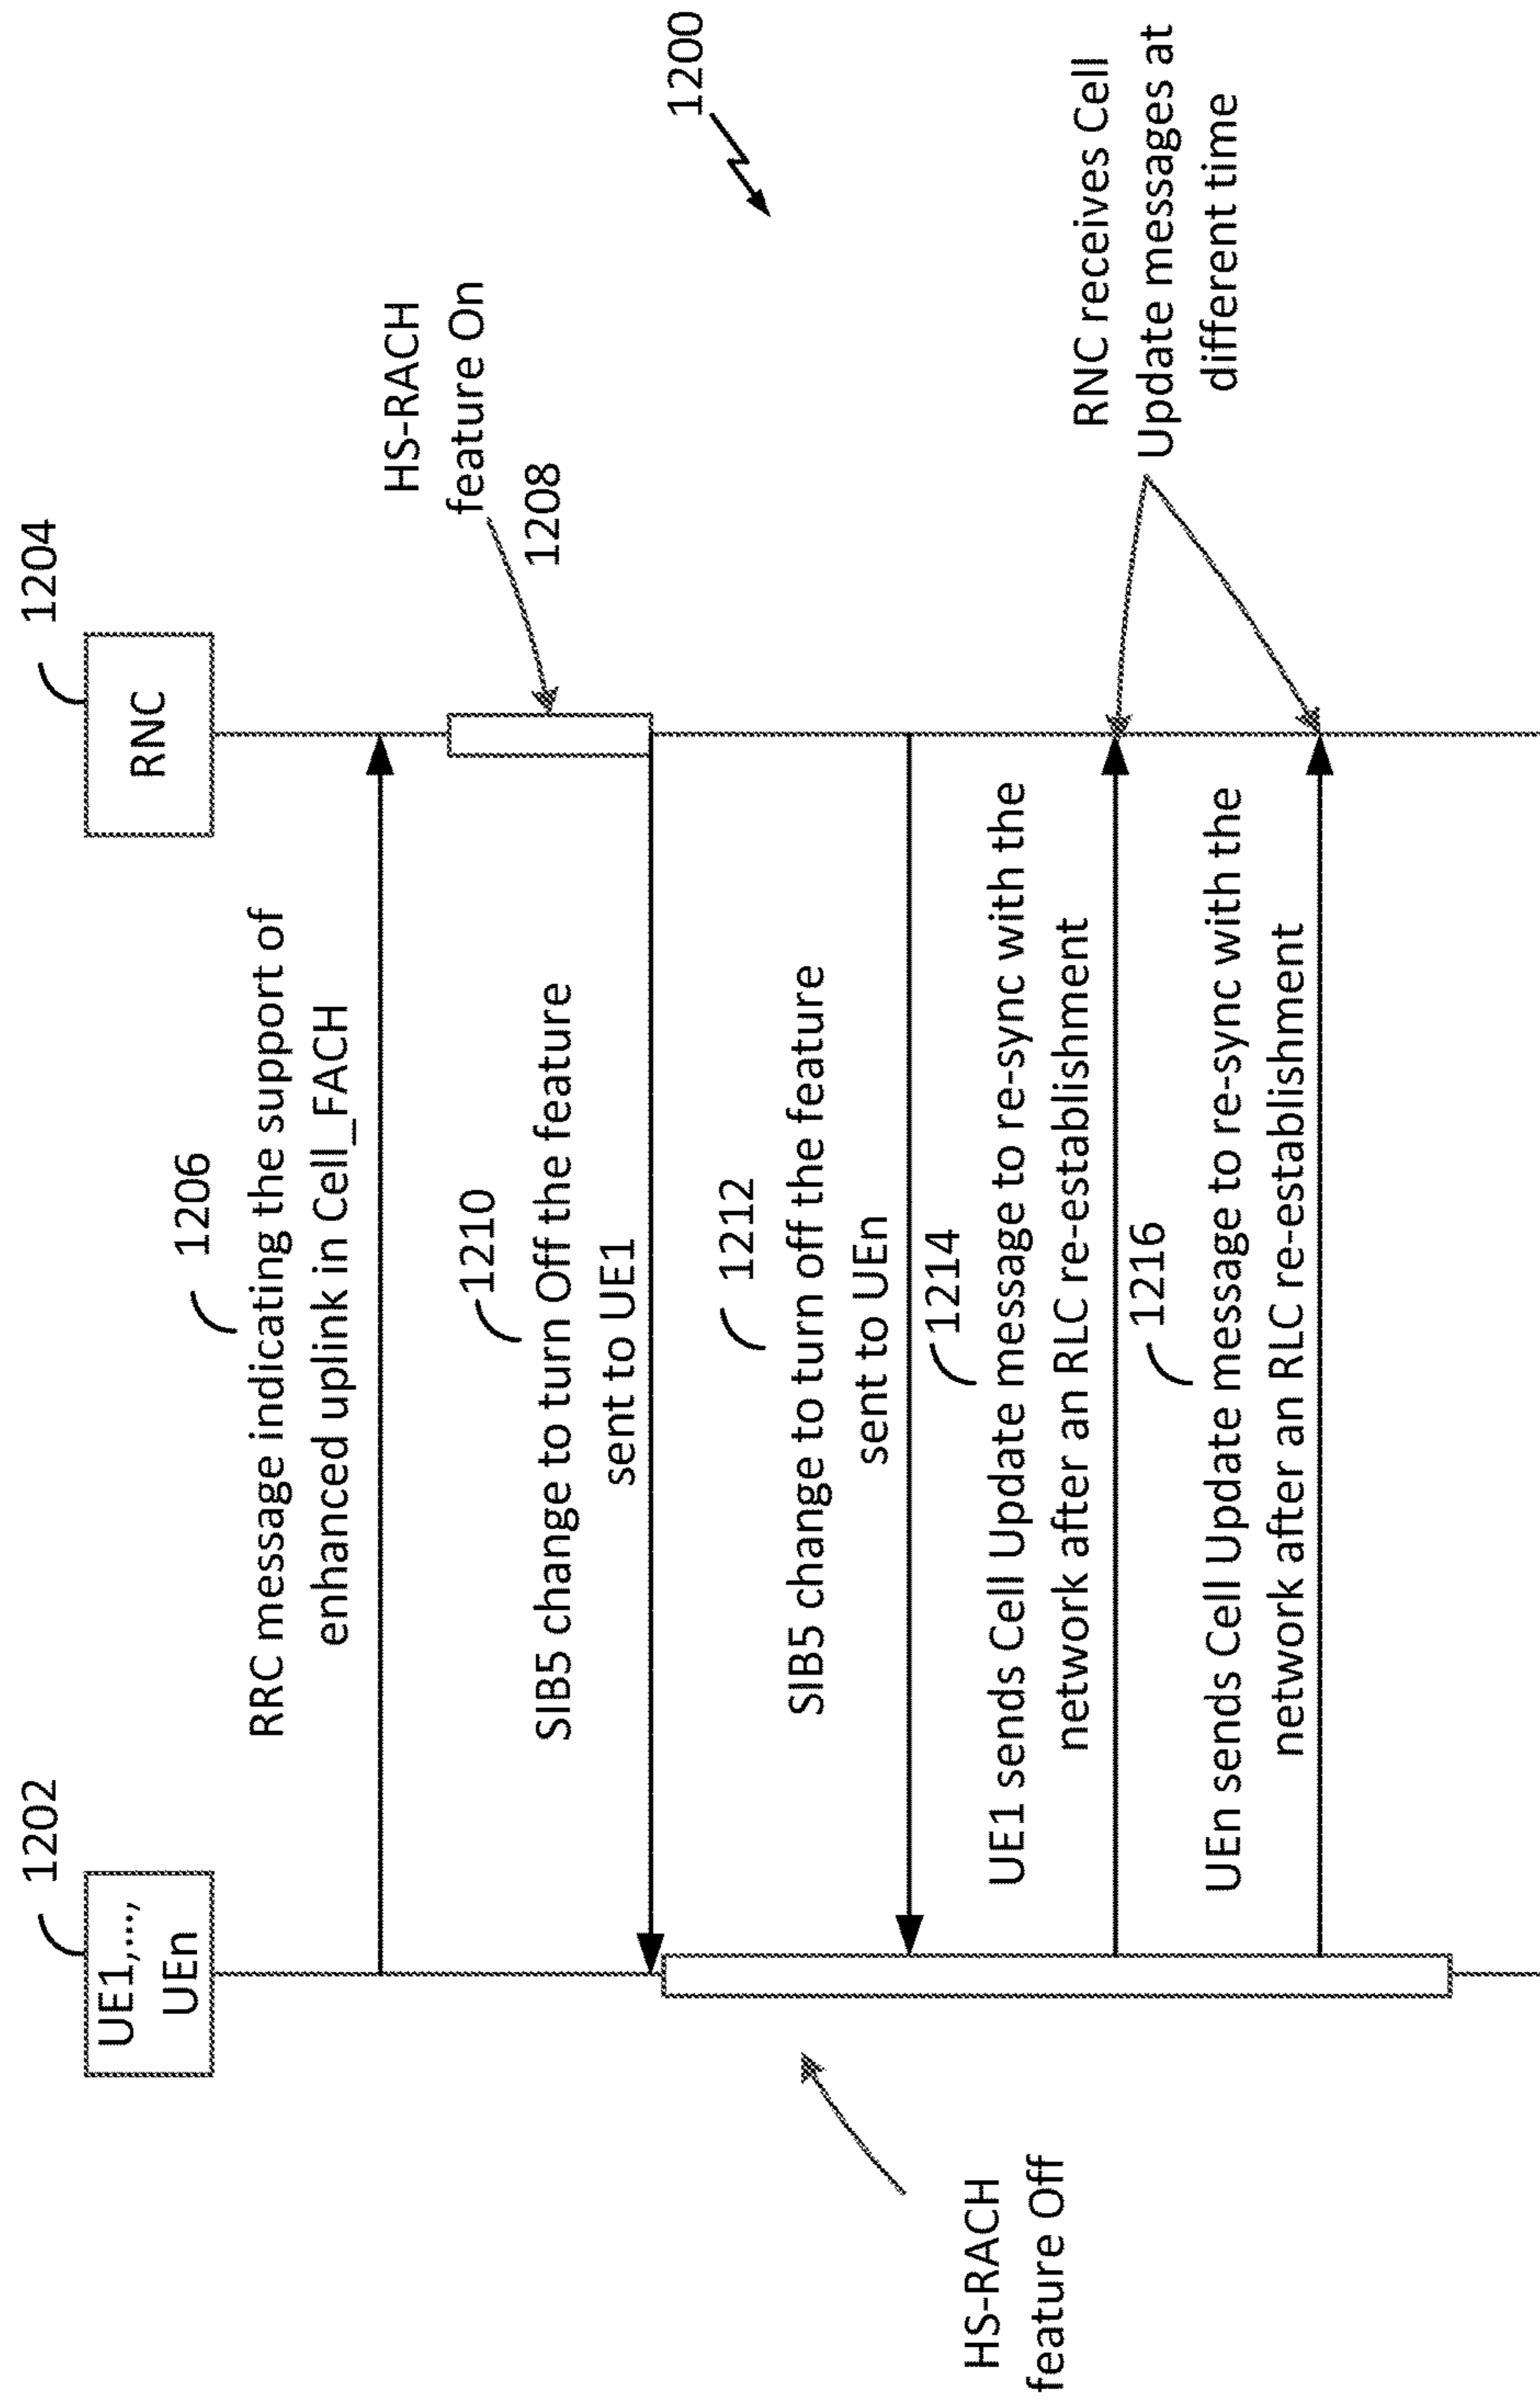 1202
UE1,...,
UEn
1204
RNC
1206
RRC message indicating the support of
enhanced uplink in Cell_FACH
HS-RACH
feature On
1208
1210
SIB5 change to turn Off the feature
sent to UE1
1200
1212
SIB5 change to turn off the feature
sent to UEn
HS-RACH
feature Off
1214
UE1 sends Cell Update message to re-sync with the
network after an RLC re-establishment
RNC receives Cell
Update messages at
different time
1216
UEn sends Cell Update message to re-sync with the
network after an RLC re-establishment